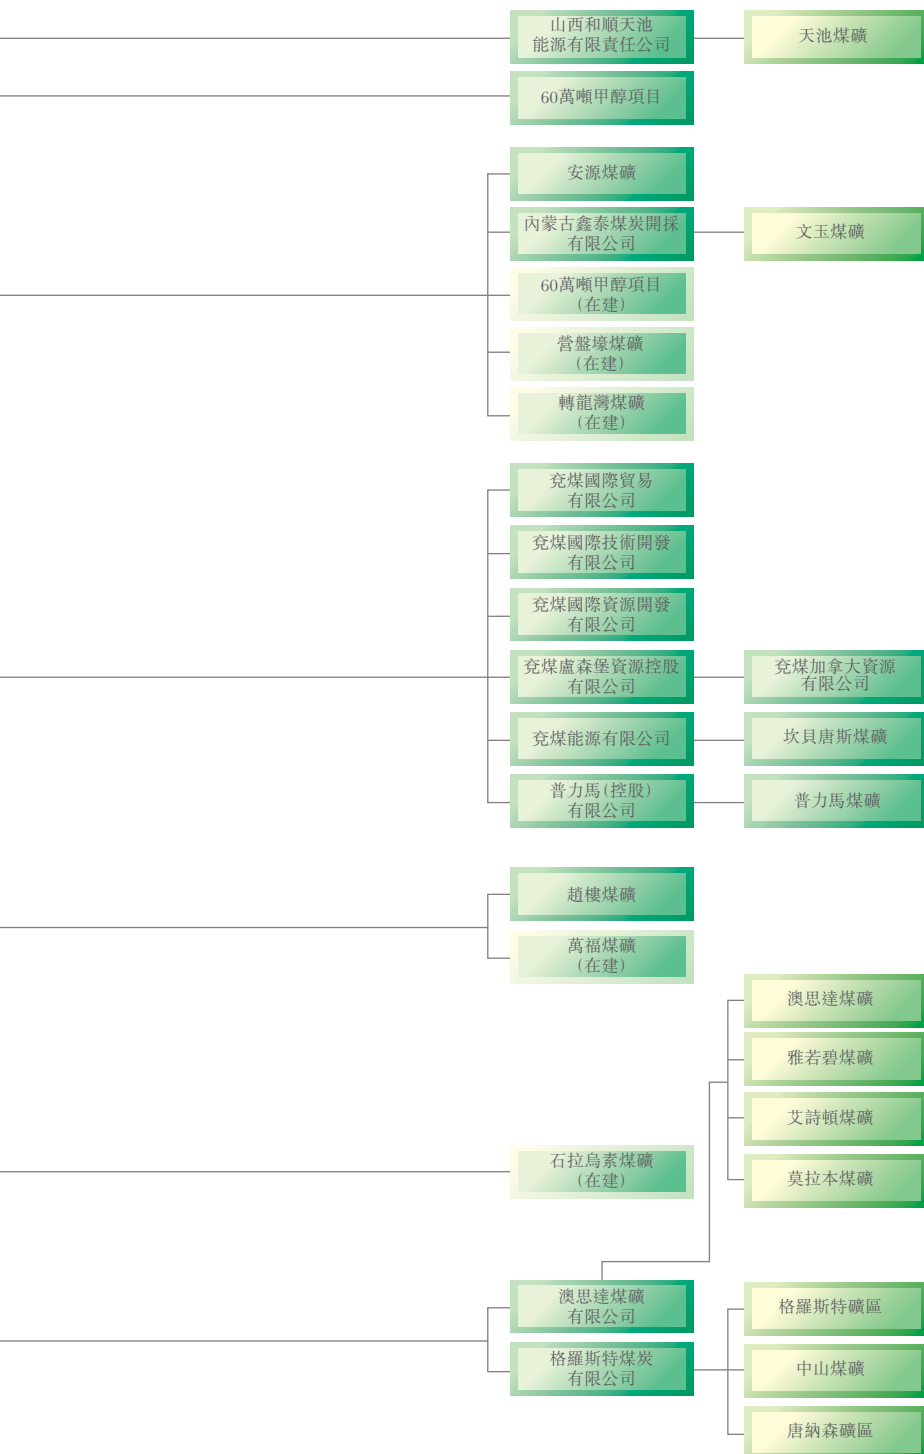 山西和順天池
能源有限責任公司
天池煤礦
60萬噸甲醇項目
安源煤礦
內蒙古鑫泰煤炭開採
有限公司
文玉煤礦
60萬噸甲醇項目
(在建)
營盤壕煤礦
(在建)
轉龍灣煤礦
(在建)
兗煤國際貿易
有限公司
兗煤國際技術開發
有限公司
兗煤國際資源開發
有限公司
兗煤盧森堡資源控股
有限公司
兗煤加拿大資源
有限公司
兗煤能源有限公司
坎貝唐斯煤礦
普力馬(控股)
有限公司
普力馬煤礦
趙樓煤礦
萬福煤礦
(在建)
澳思達煤礦
雅若碧煤礦
艾詩頓煤礦
莫拉本煤礦
石拉烏素煤礦
(在建)
澳思達煤礦
有限公司
格羅斯特煤炭
有限公司
格羅斯特礦區
中山煤礦
唐納森礦區